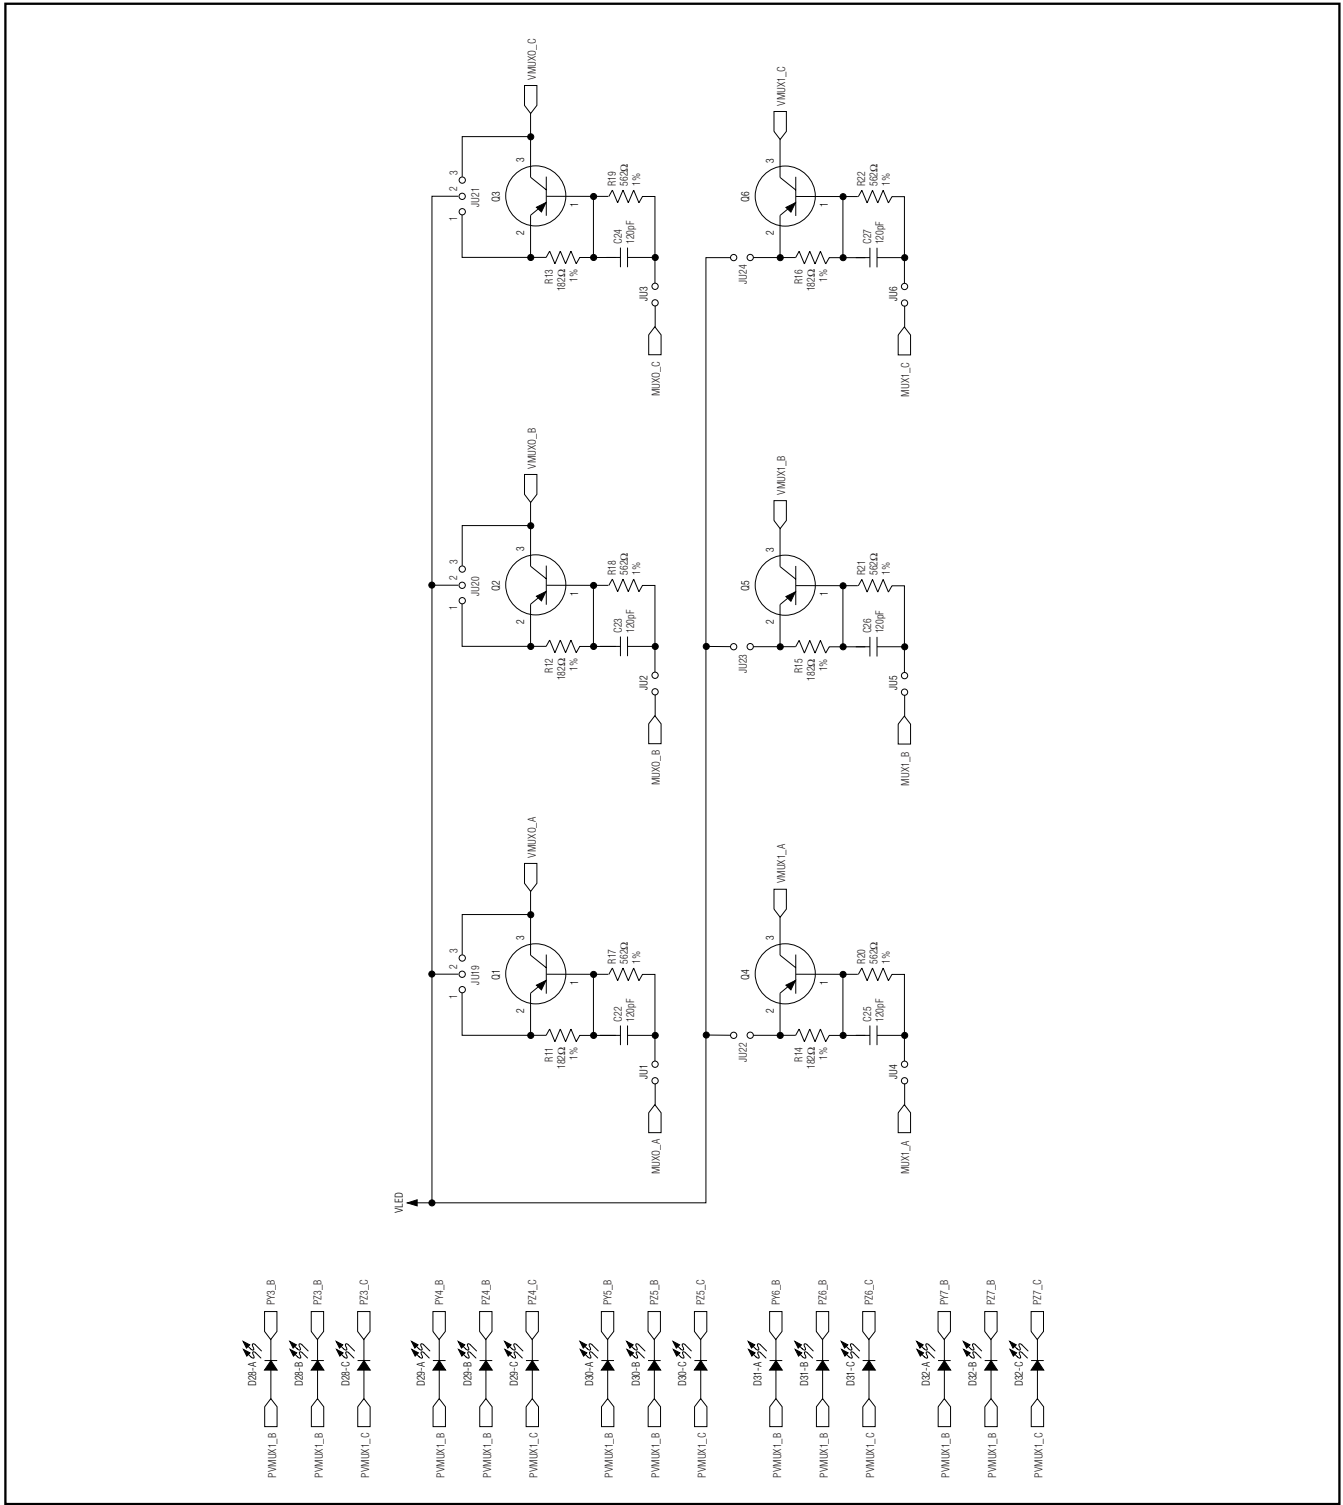 VMUX0_C
3
2
1
JU21
Q3
3
2
1
R19
562Ω
1%
R13
182Ω
1%
C24
120pF
JU3
MUX0_C
VMUX1_C
Q6
3
2
1
R22
562Ω
1%
JU24
R16
182Ω
1%
C27
120pF
JU6
MUX1_C
VMUX0_B
3
2
1
JU20
Q2
3
2
1
R18
562Ω
1%
R12
182Ω
1%
C23
120pF
JU2
MUX0_B
VMUX1_B
Q5
3
2
1
R21
562Ω
1%
JU23
R15
182Ω
1%
C26
120pF
JU5
MUX1_B
VMUX0_A
3
2
1
JU19
Q1
3
2
1
R17
562Ω
1%
R11
182Ω
1%
C22
120pF
JU1
MUX0_A
VMUX1_A
Q4
3
2
1
R20
562Ω
1%
JU22
R14
182Ω
1%
C25
120pF
JU4
MUX1_A
VLED
PY3_B
D28-A
PVMUX1_B
PZ3_B
D28-B
PVMUX1_B
PZ3_C
D28-C
PVMUX1_C
PY4_B
D29-A
PVMUX1_B
PZ4_B
D29-B
PVMUX1_B
PZ4_C
D29-C
PVMUX1_C
PY5_B
D30-A
PVMUX1_B
PZ5_B
D30-B
PVMUX1_B
PZ5_C
D30-C
PVMUX1_C
PY6_B
D31-A
PVMUX1_B
PZ6_B
D31-B
PVMUX1_B
PZ6_C
D31-C
PVMUX1_C
PY7_B
D32-A
PVMUX1_B
PZ7_B
D32-B
PVMUX1_B
PZ7_C
D32-C
PVMUX1_C